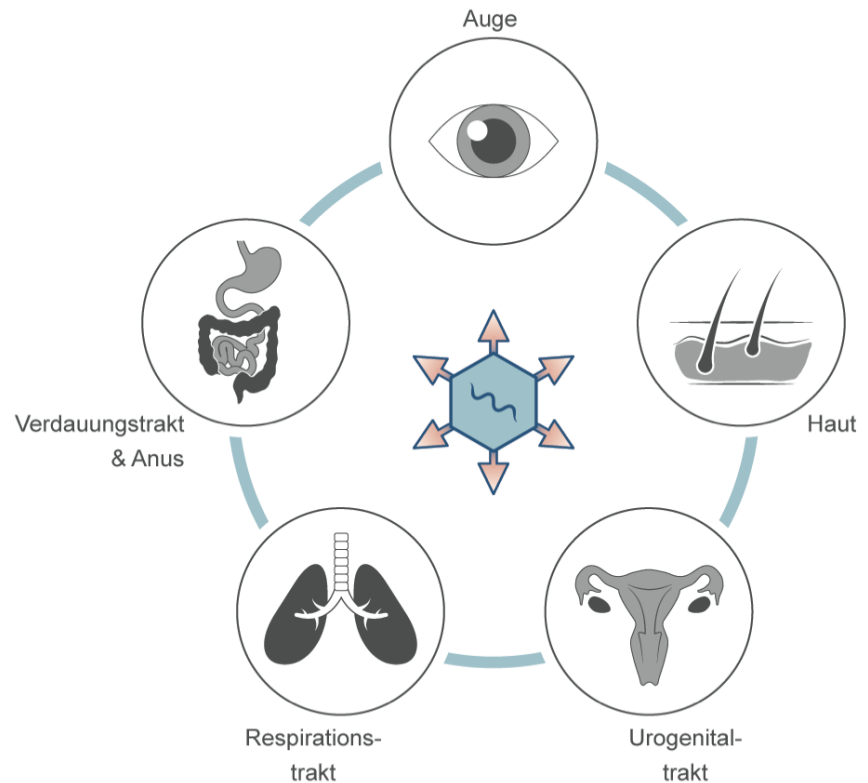 Auge
Haut
Verdauungstrakt
& Anus
Respirations-
trakt
Urogenital-
trakt